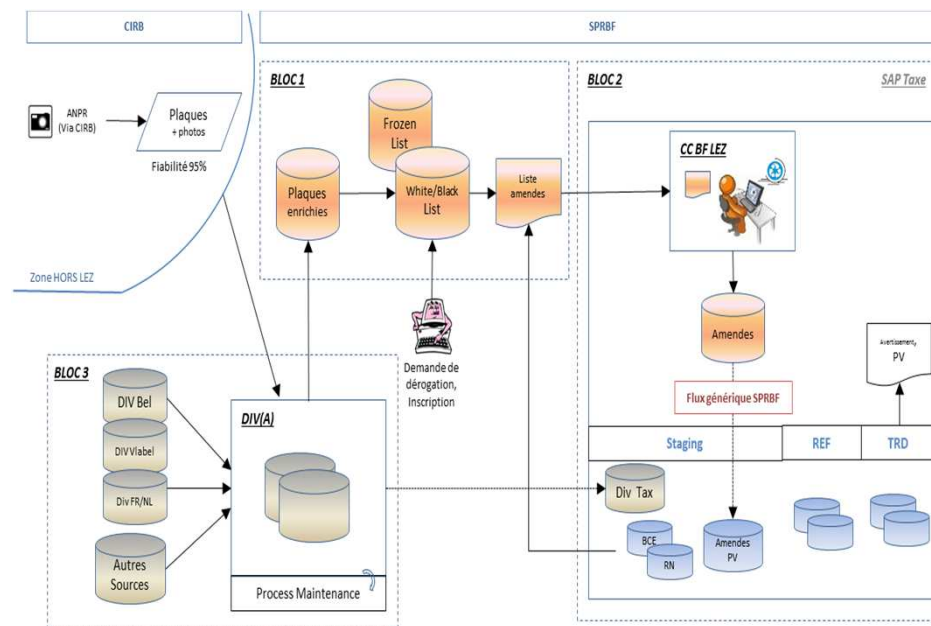 CIRB
SPRBF
BLOC 1
BLOC 2
SAP Taxe
ANPR
(Via CIRB)
Plaques
+ photos
Fiabilité 95%
Frozen
List
Plaques
enrichies
White/Black
List
Liste
amendes
CC BF LEZ
Zone HORS LEZ
Demande de
dérogation,
Inscription
Amendes
Avertissement,
PV
Flux générique SPRBF
BLOC 3
DIV Bel
DIV Vlabel
Div FR/NL
Autres
Sources
DIV(A)
Process Maintenance
Staging
REF
TRD
Div Tax
BCE
RN
Amendes
PV